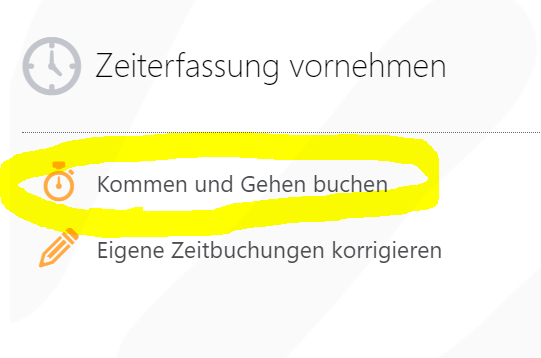 Zeiterfassung vornehmen
Kommen und Gehen buchen
Eigene Zeitbuchungen korrigieren